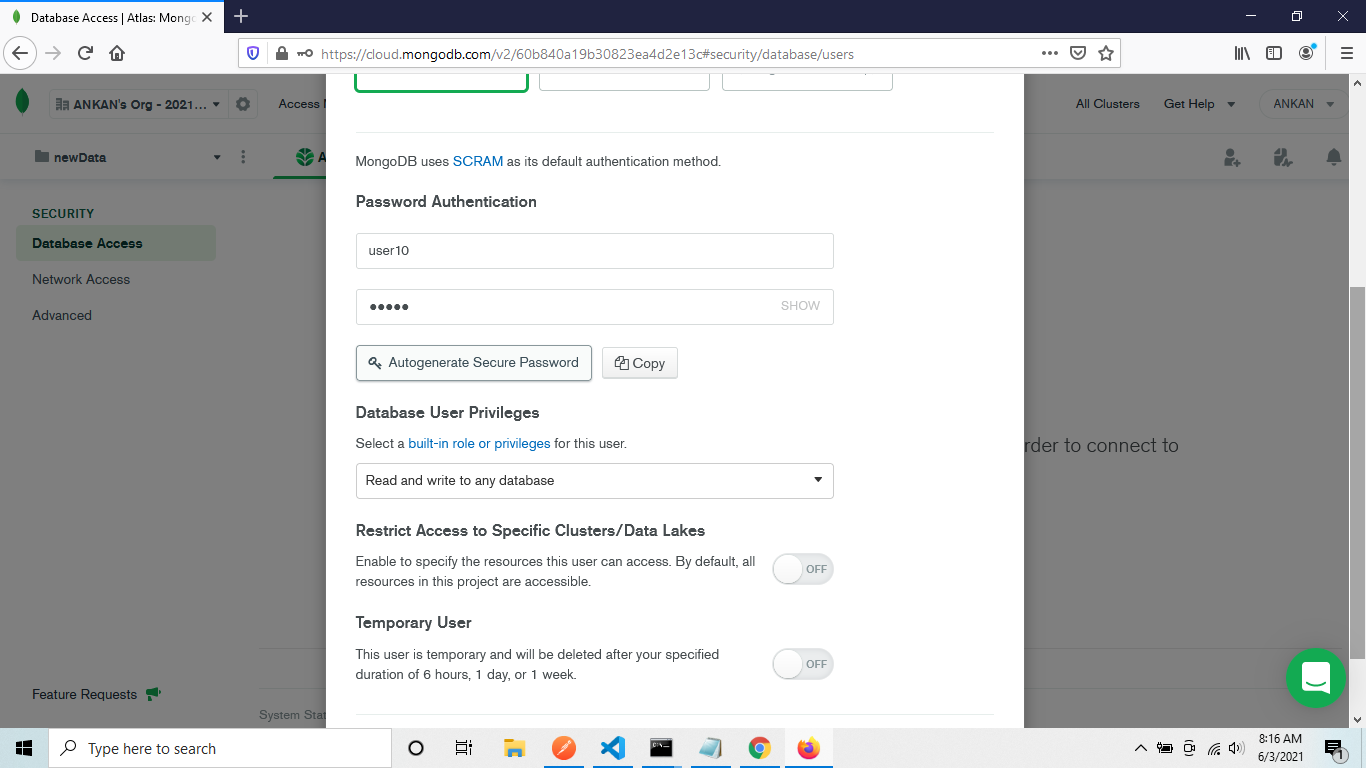 Database Access | Atlas: Mongo
https://cloud.mongodb.com/v2/60b840a19b30823ea4d2e13c#security/database/users
ANKAN's Org - 2021...
Access
All Clusters
Get Help
ANKAN
newData
MongoDB uses SCRAM as its default authentication method.
SECURITY
Database Access
Network Access
Advanced
Password Authentication
user10
SHOW
Autogenerate Secure Password
Copy
Database User Privileges
Select a built-in role or privileges for this user.
rder to connect to
Read and write to any database
Restrict Access to Specific Clusters/Data Lakes
Enable to specify the resources this user can access. By default, all
resources in this project are accessible.
OFF
Temporary User
This user is temporary and will be deleted after your specified
duration of 6 hours, 1 day, or 1 week.
OFF
Feature Requests
System Stat
Type here to search
8:16 AM
6/3/2021
1